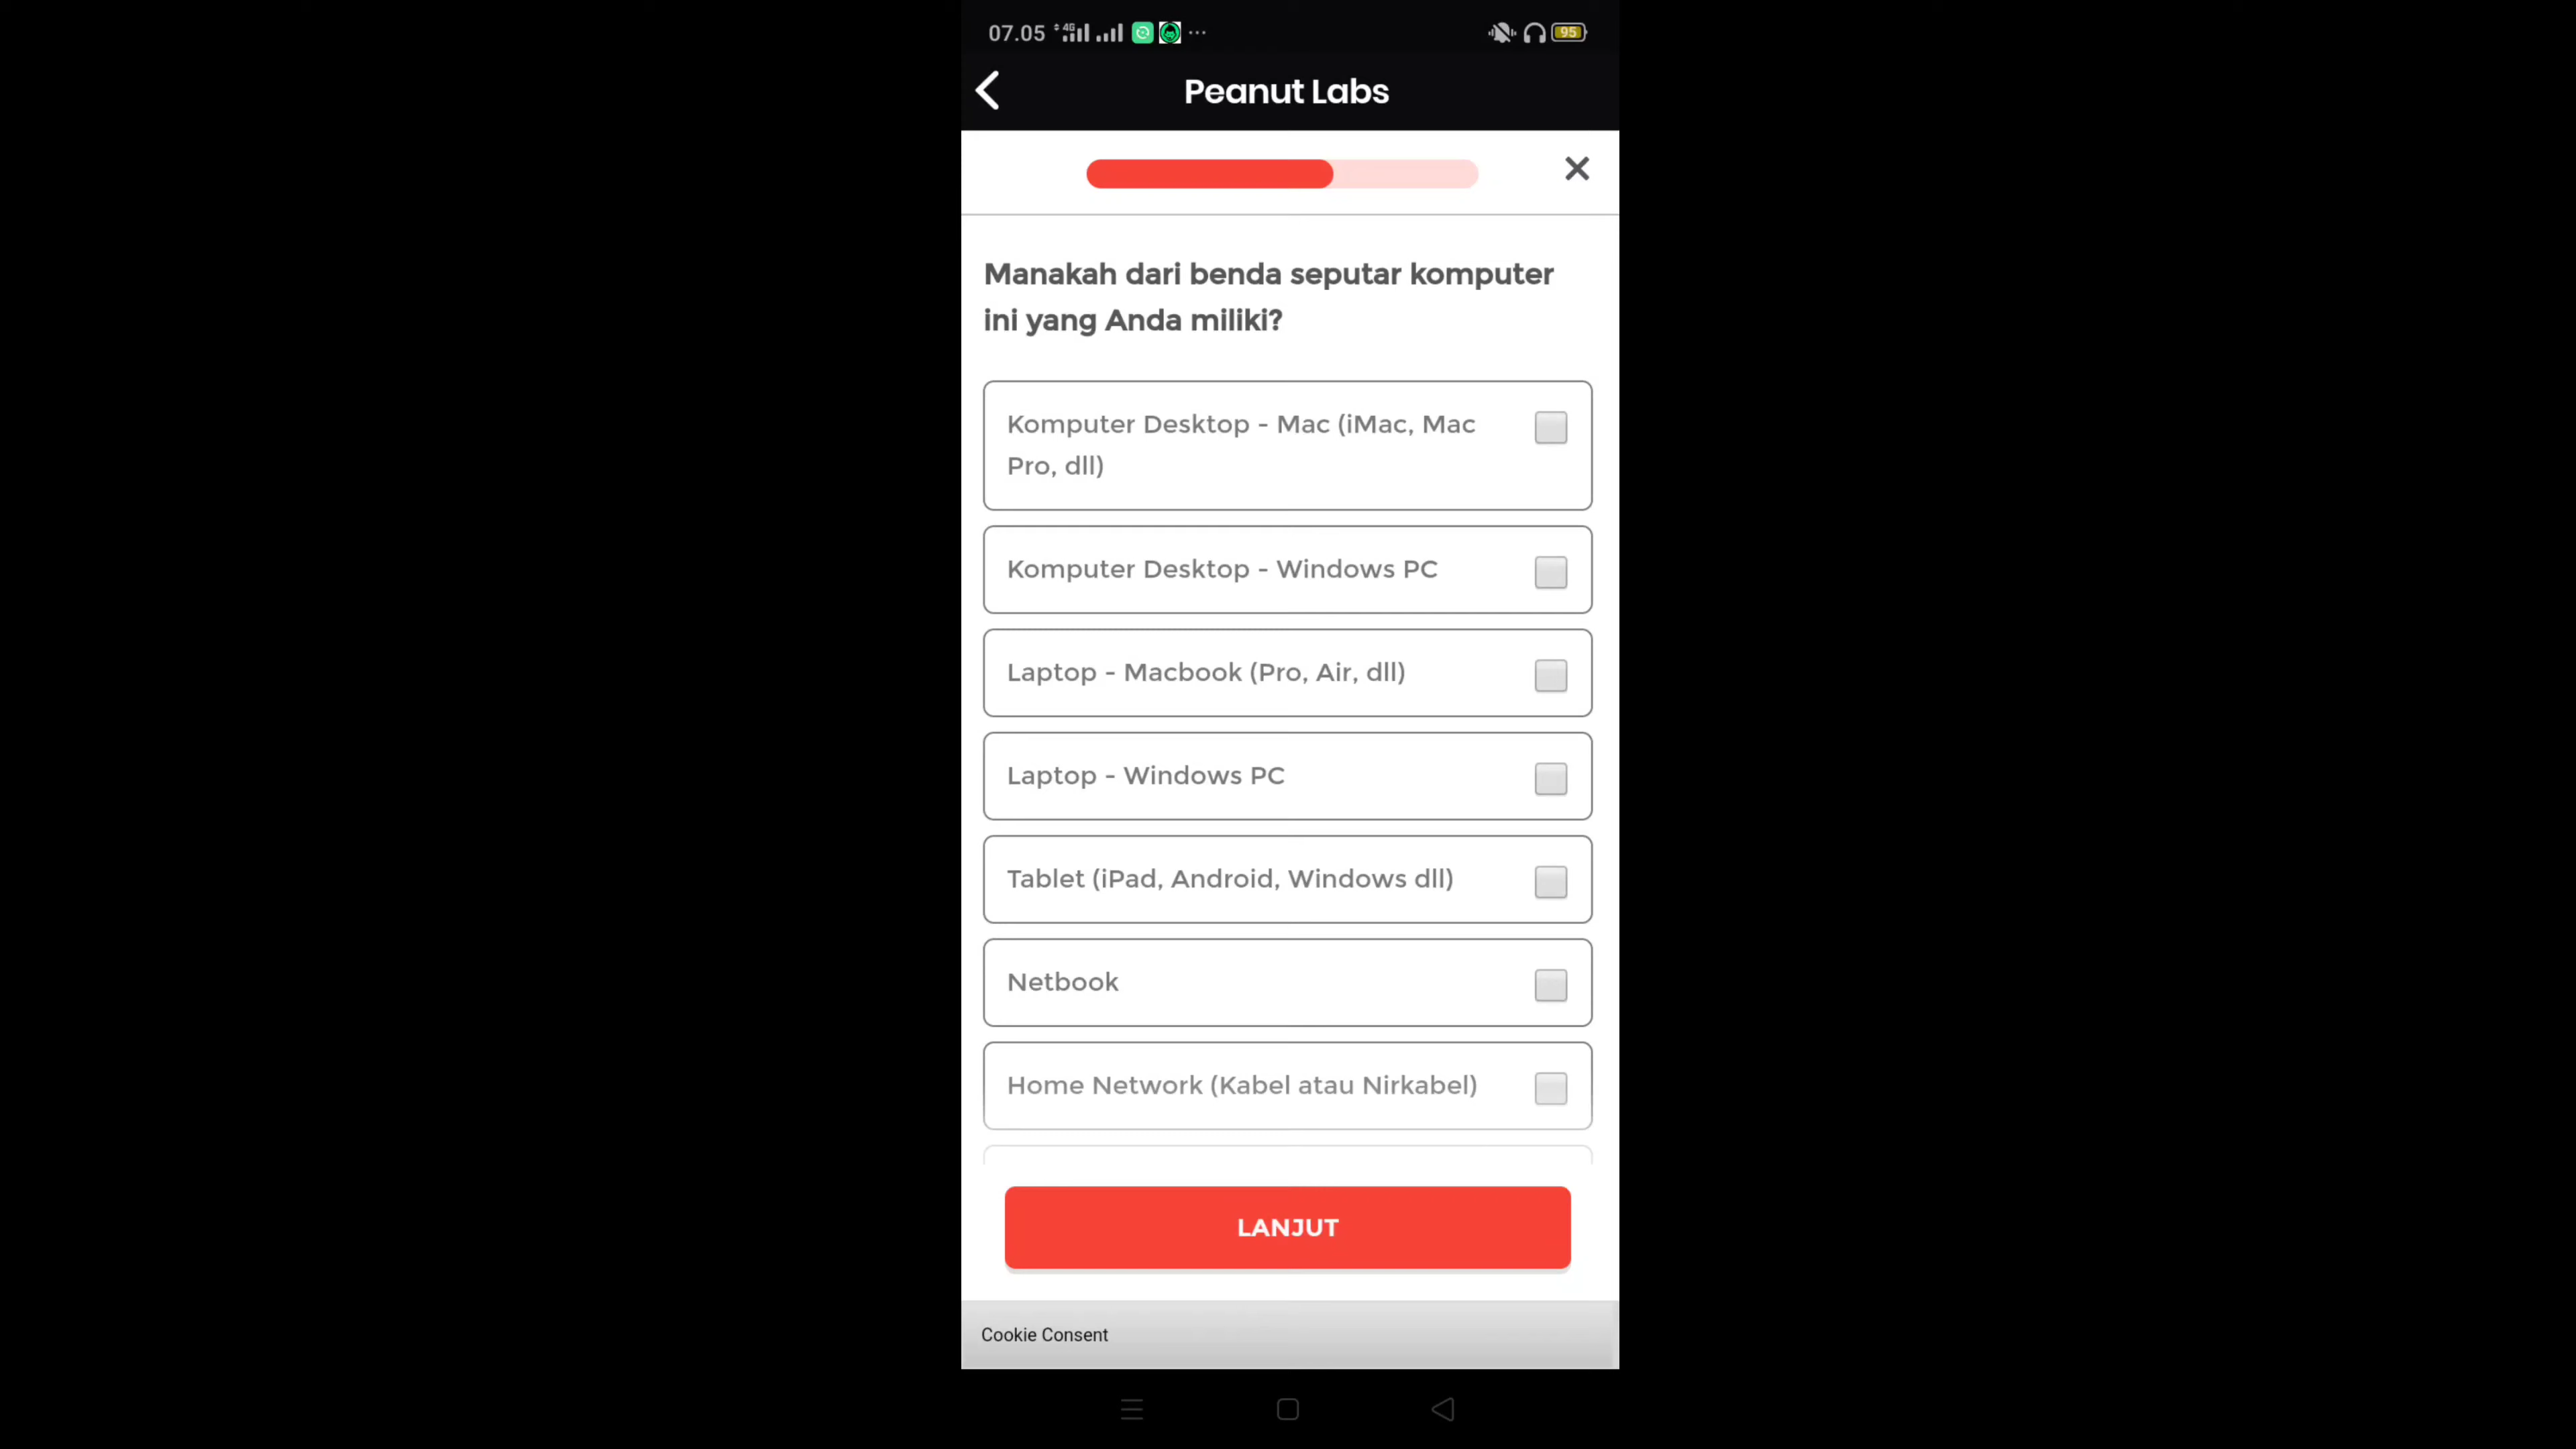 07.05 4G ... 95
Peanut Labs
Manakah dari benda seputar komputer
ini yang Anda miliki?
Komputer Desktop - Mac (iMac, Mac
Pro, dll)
Komputer Desktop - Windows PC
Laptop - Macbook (Pro, Air, dll)
Laptop - Windows PC
Tablet (iPad, Android, Windows dll)
Netbook
Home Network (Kabel atau Nirkabel)
LANJUT
Cookie Consent